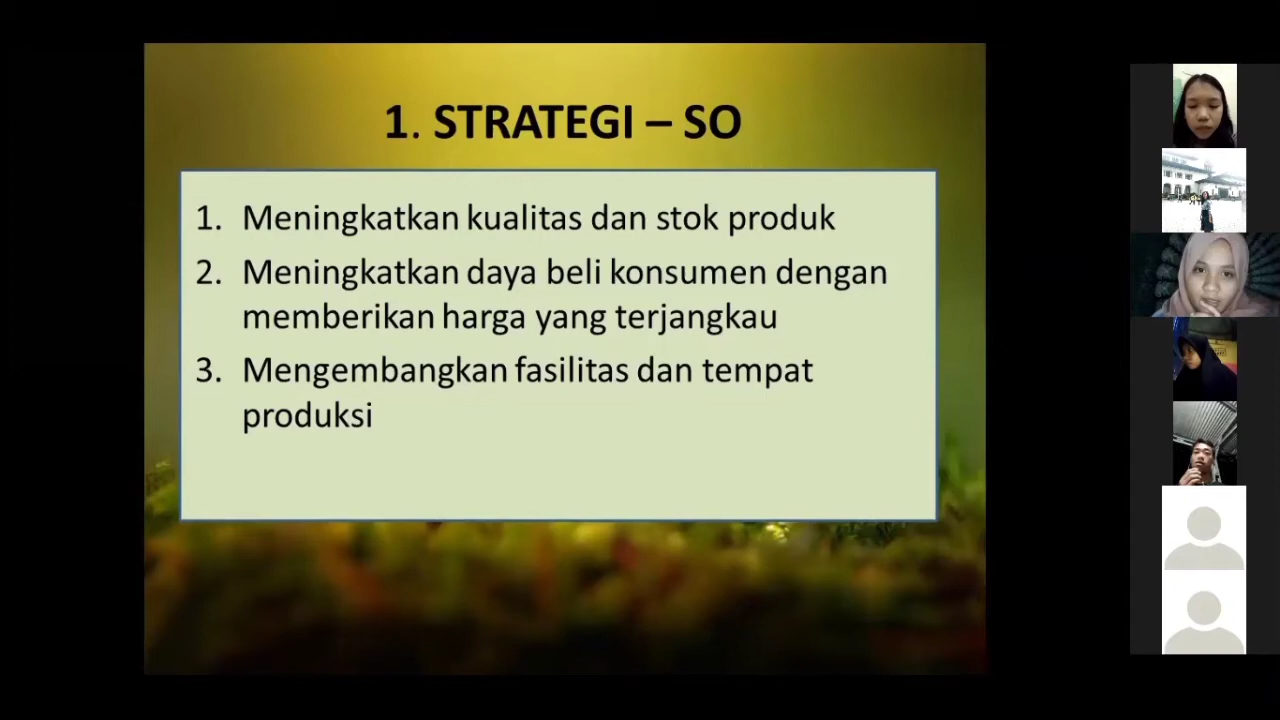 1. STRATEGI – SO
1. Meningkatkan kualitas dan stok produk
2. Meningkatkan daya beli konsumen dengan
memberikan harga yang terjangkau
3. Mengembangkan fasilitas dan tempat
produksi